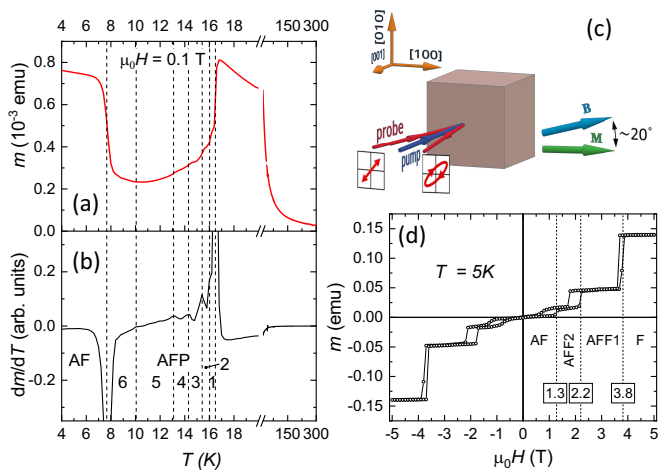 4 6 8 10 12 14 16 18 150 300
μ₀H = 0.1 T
0.8
0.6
0.4
0.2
0.0
m (10⁻³ emu)
(a)
(b)
0.2
0.0
-0.2
dm/dT (arb. units)
AF
AFP
6 5 4 3 2 1
4 6 8 10 12 14 16 18 150 300
T (K)
(c)
[010]
[001]
[100]
probe
pump
B
M
~20°
(d)
T = 5K
0.15
0.10
0.05
0.00
-0.05
-0.10
-0.15
m (emu)
AF
AFF2
AFF1
F
1.3
2.2
3.8
-5 -4 -3 -2 -1 0 1 2 3 4 5
μ₀H (T)